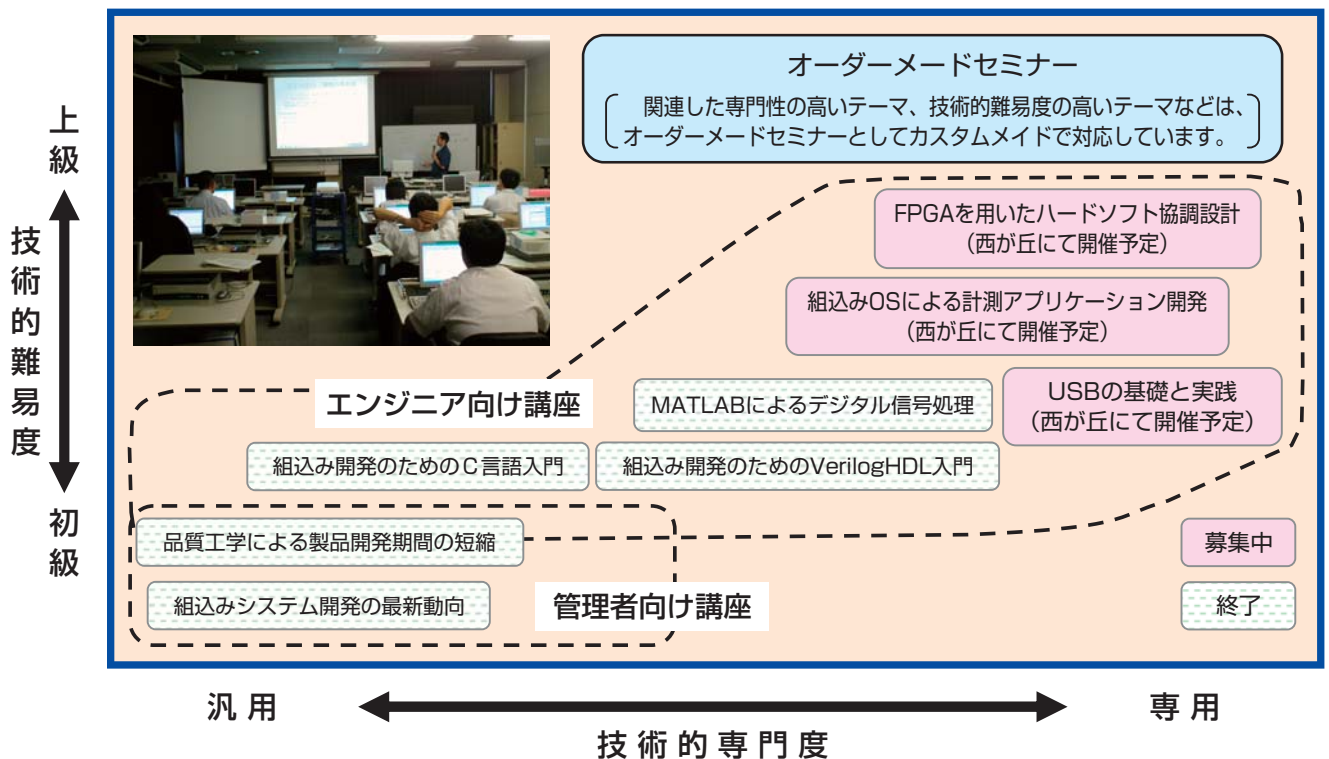 オーダーメードセミナー
関連した専門性の高いテーマ、技術的難易度の高いテーマなどは、
オーダーメードセミナーとしてカスタムメイドで対応しています。
上級
技術的難易度
初級
FPGAを用いたハードソフト協調設計
（西が丘にて開催予定）
組込みOSによる計測アプリケーション開発
（西が丘にて開催予定）
エンジニア向け講座
MATLABによるデジタル信号処理
USBの基礎と実践
（西が丘にて開催予定）
組込み開発のためのC言語入門
組込み開発のためのVerilogHDL入門
品質工学による製品開発期間の短縮
募集中
組込みシステム開発の最新動向
管理者向け講座
終了
汎用
専用
技術的専門度